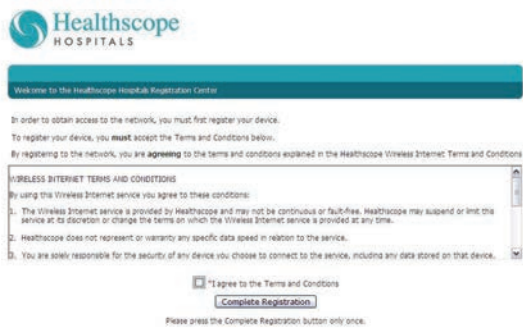 Healthscope
HOSPITALS
Welcome to the Healthscope Hospitals Registration Center
In order to obtain access to the network, you must first register your device.
To register your device, you must accept the Terms and Conditions below.
By registering to the network, you are agreeing to the terms and conditions explained in the Healthscope Wireless Internet Terms and Conditions
WIRELESS INTERNET TERMS AND CONDITIONS
By using this Wireless Internet service you agree to these conditions:
1. The Wireless Internet service is provided by Healthscope and may not be continuous or fault-free. Healthscope may suspend or limit this
service at its discretion or change the terms on which the Wireless Internet service is provided at any time.
2. Healthscope does not represent or warranty any specific data speed in relation to the service.
3. You are solely responsible for the security of any device you choose to connect to the service, including any data stored on that device.
*I agree to the Terms and Conditions
Complete Registration
Please press the Complete Registration button only once.